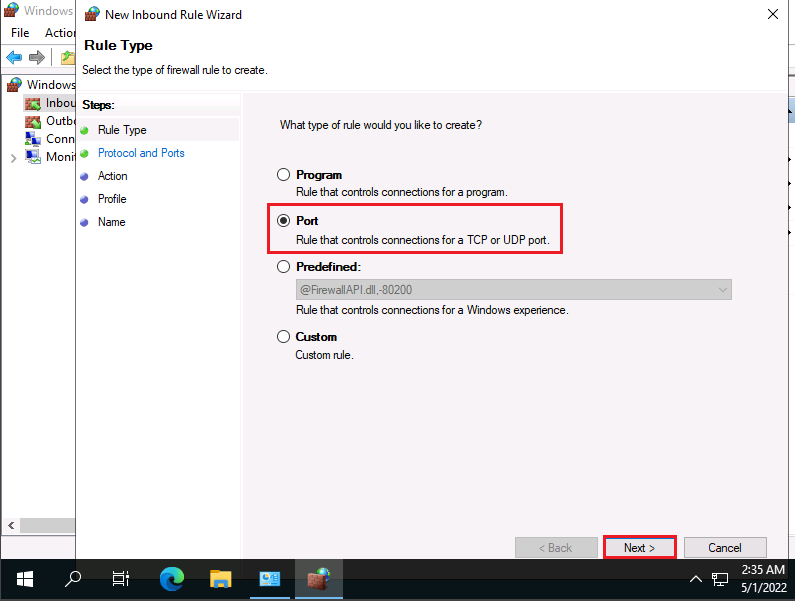 Windows
New Inbound Rule Wizard
File
Action
Rule Type
Select the type of firewall rule to create.
Windows
Inbou
Outbo
Conn
Monit
Steps:
Rule Type
Protocol and Ports
Action
Profile
Name
What type of rule would you like to create?
Program
Rule that controls connections for a program.
Port
Rule that controls connections for a TCP or UDP port.
Predefined:
@FirewallAPI.dll,-80200
Rule that controls connections for a Windows experience.
Custom
Custom rule.
< Back
Next >
Cancel
2:35 AM
5/1/2022